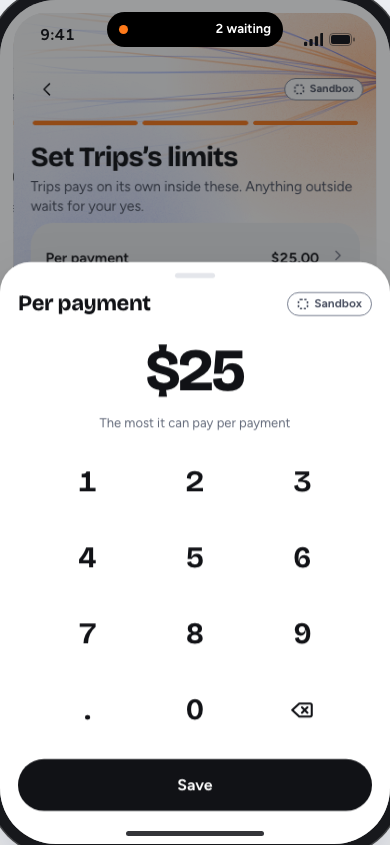 9:41
2 waiting
Sandbox
Set Trips’s limits
Trips pays on its own inside these. Anything outside
waits for your yes.
Per payment $25.00
Per payment
Sandbox
$25
The most it can pay per payment
1 2 3
4 5 6
7 8 9
. 0
Save